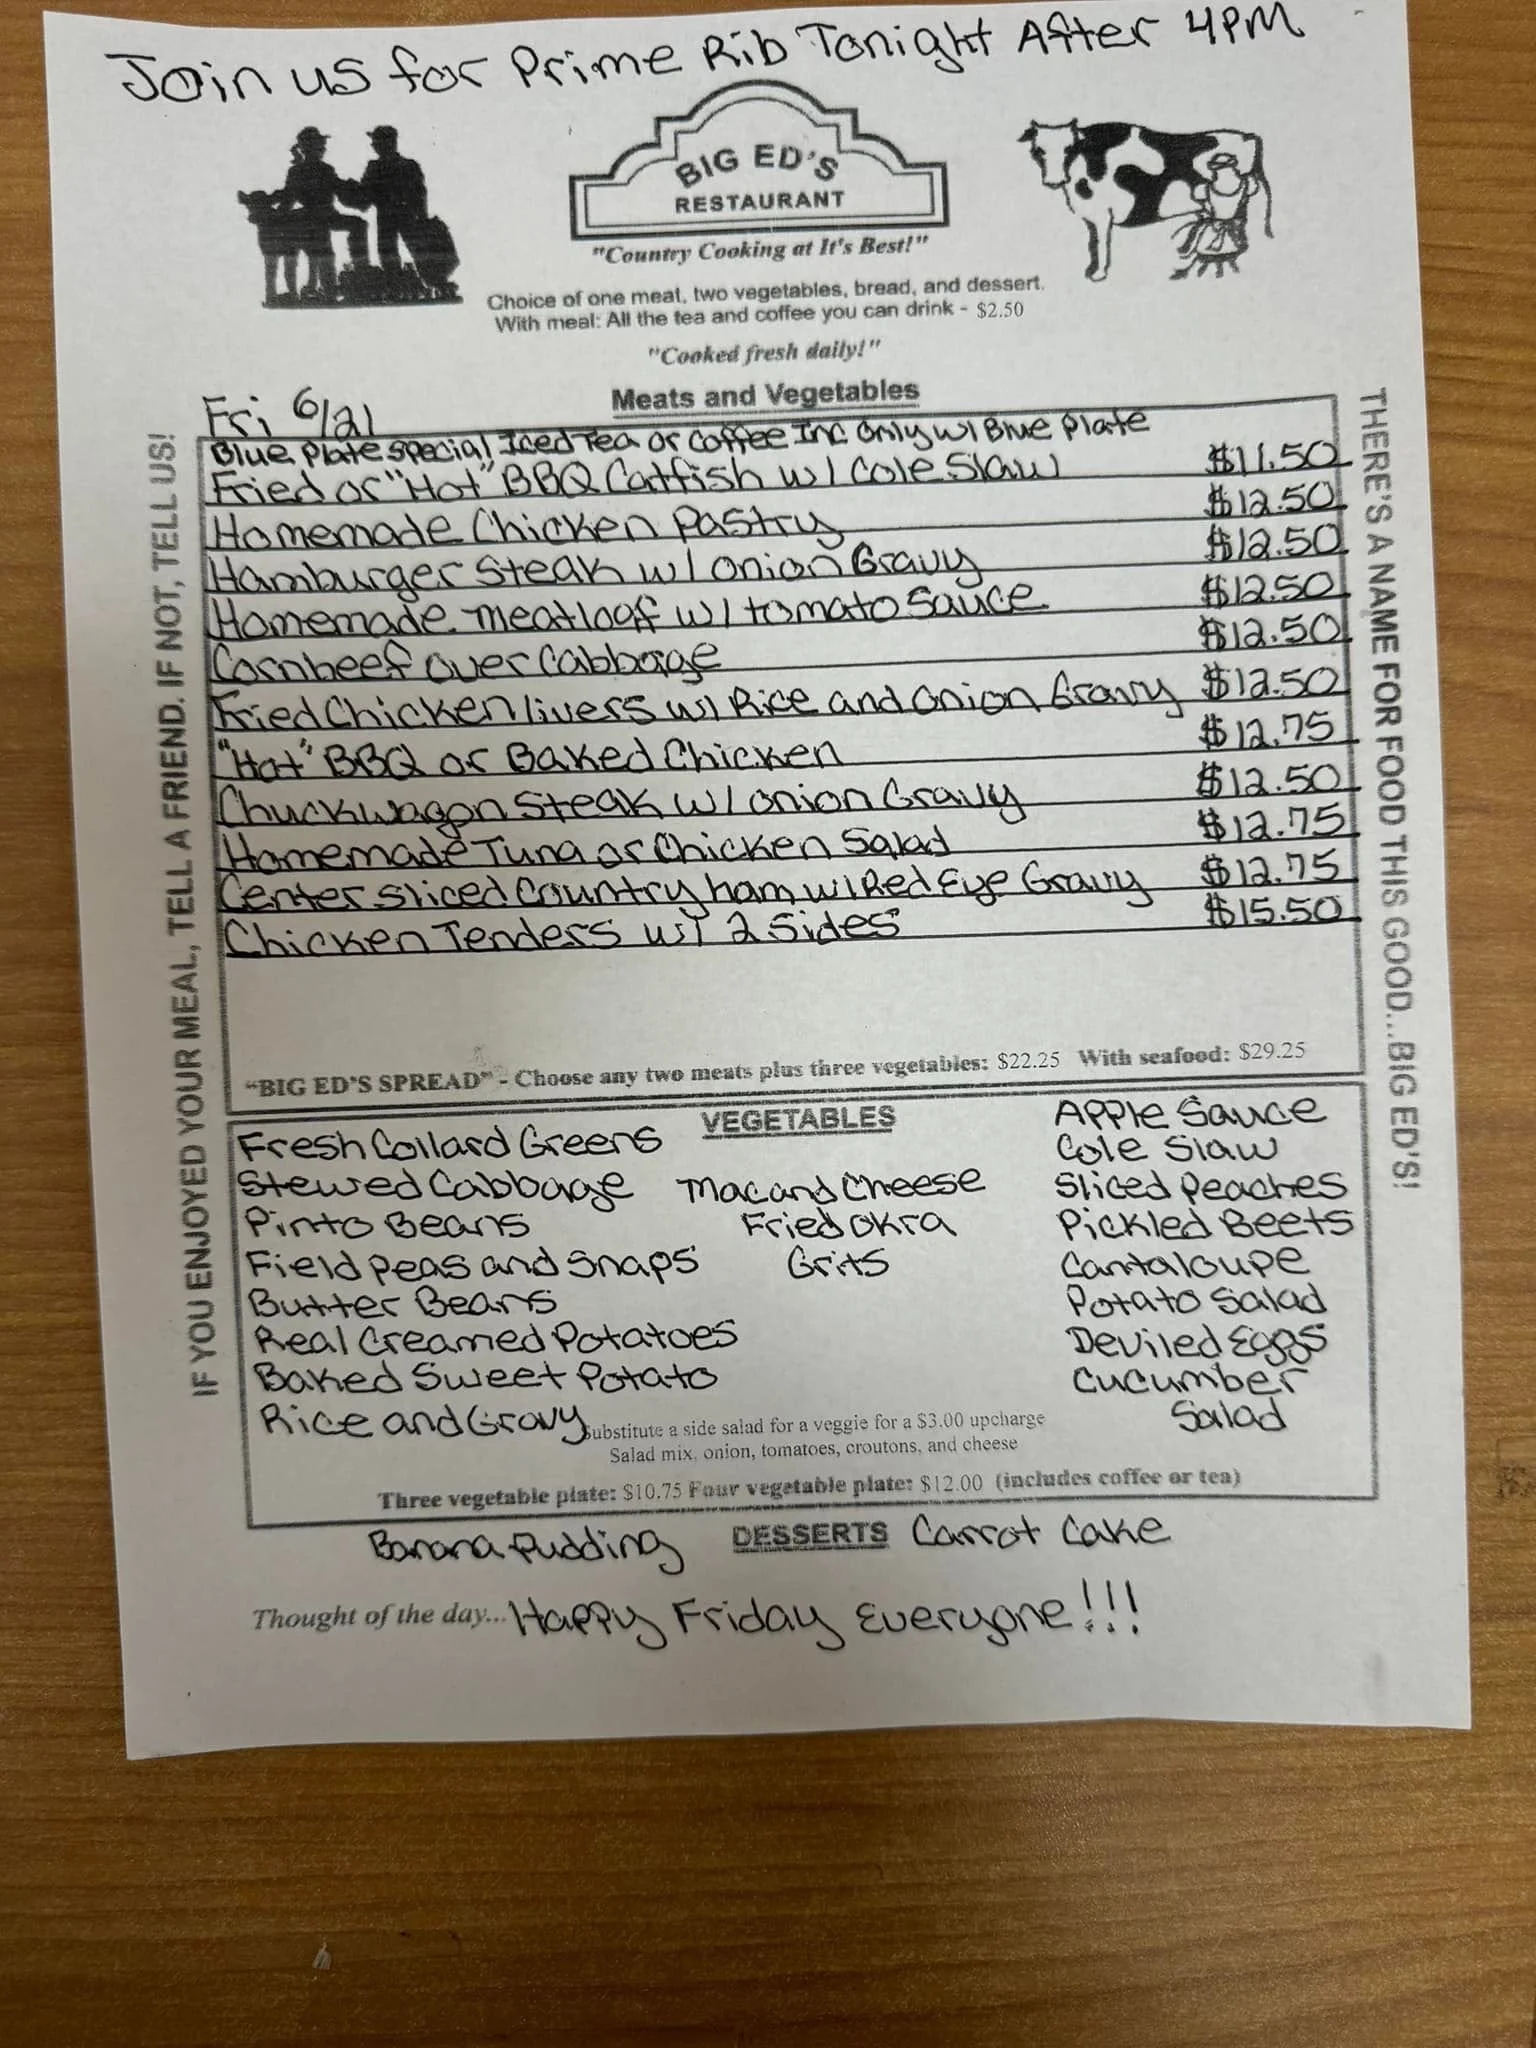 Join us for Prime Rib Tonight After 4PM
BIG ED'S
RESTAURANT
"Country Cooking at It's Best!"
Choice of one meat, two vegetables, bread, and dessert.
With meal: All the tea and coffee you can drink - $2.50
"Cooked fresh daily!"
Fri 6/21
Meats and Vegetables
Blue Plate Special Iced Tea or Coffee Inc Only w/ Blue Plate
Fried or "Hot" BBQ Catfish w/ Cole Slaw $11.50
Homemade Chicken Pastry $12.50
Hamburger Steak w/ Onion Gravy $12.50
Homemade Meatloaf w/ tomato Sauce $12.50
Cornbeef over Cabbage $12.50
Fried Chicken livers w/ Rice and Onion Gravy $12.50
"Hot" BBQ or Baked Chicken $12.75
Chuckwagon Steak w/ Onion Gravy $12.50
Homemade Tuna or Chicken Salad $12.75
Center Sliced Country ham w/ Red Eye Gravy $12.75
Chicken Tenders w/ 2 Sides $15.50
"BIG ED'S SPREAD" - Choose any two meats plus three vegetables: $22.25 With seafood: $29.25
IF YOU ENJOYED YOUR MEAL, TELL A FRIEND. IF NOT, TELL US!
THERE'S A NAME FOR FOOD THIS GOOD...BIG ED'S!
VEGETABLES
Fresh Collard Greens
Stewed Cabbage
Pinto Beans
Field Peas and Snaps
Butter Beans
Real Creamed Potatoes
Baked Sweet Potato
Rice and Gravy
Mac and Cheese
Fried Okra
Grits
Apple Sauce
Cole Slaw
Sliced Peaches
Pickled Beets
Cantaloupe
Potato Salad
Deviled Eggs
Cucumber
Salad
Substitute a side salad for a veggie for a $3.00 upcharge
Salad mix, onion, tomatoes, croutons, and cheese
Three vegetable plate: $10.75 Four vegetable plate: $12.00 (includes coffee or tea)
Banana Pudding DESSERTS Carrot Cake
Thought of the day... Happy Friday Everyone!!!